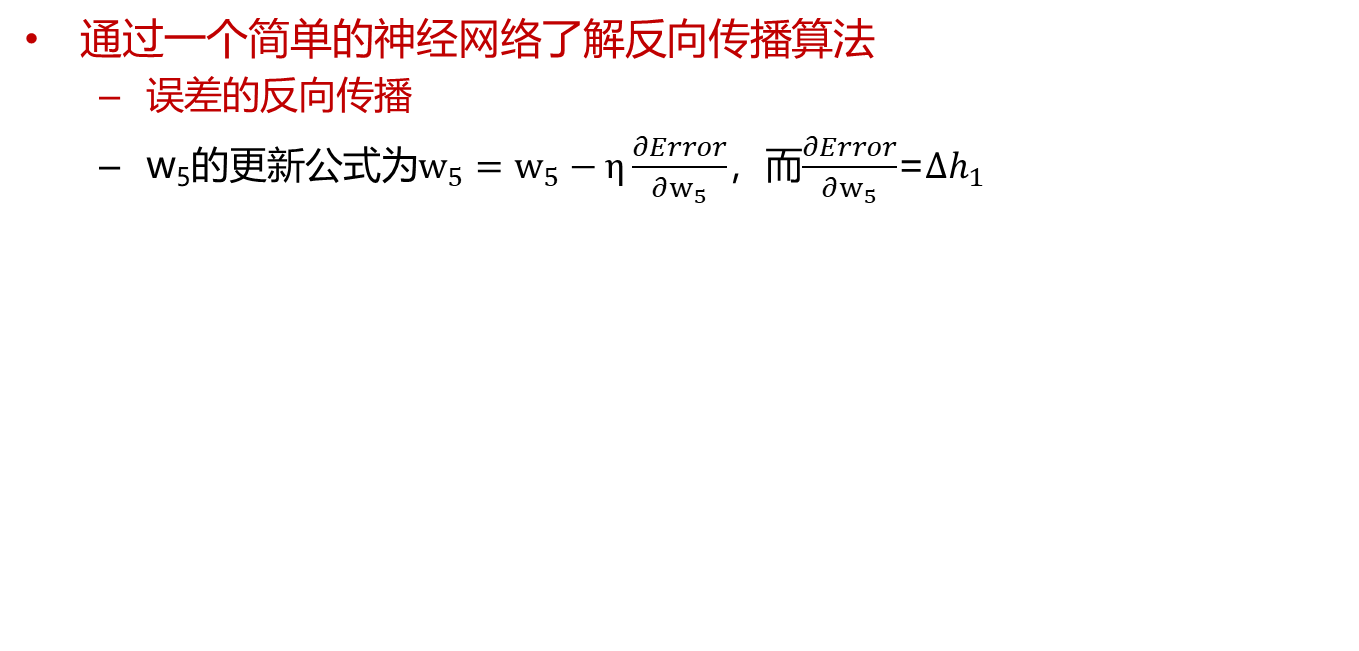 • 通过一个简单的神经网络了解反向传播算法
– 误差的反向传播
– w₅的更新公式为w₅ = w₅ − η ∂Error/∂w₅，而∂Error/∂w₅=Δh₁